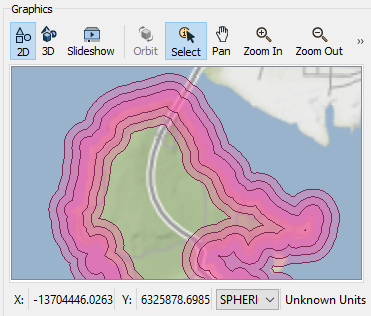 Graphics
2D 3D Slideshow Orbit Select Pan Zoom In Zoom Out »
X: -13704446.0263 Y: 6325878.6985 SPHERI Unknown Units